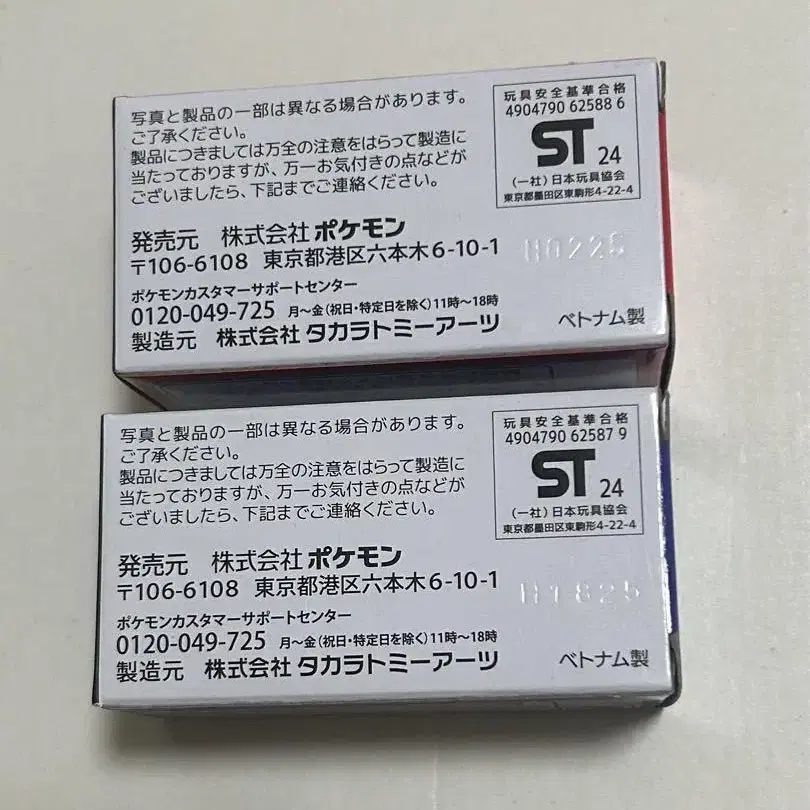 写真と製品の一部は異なる場合があります。
ご了承ください。
製品につきましては万全の注意をはらって製造に
当たっておりますが、万一お気付きの点などが
ございましたら、下記までご連絡ください。
発売元 株式会社 ポケモン
〒106-6108 東京都港区六本木6-10-1
ポケモンカスタマーサポートセンター
0120-049-725 月～金(祝日・特定日を除く)11時～18時
製造元 株式会社 タカラトミーアーツ
玩具安全基準合格
4904790 62588 6
ST 24
(一社)日本玩具協会
東京都墨田区東駒形4-22-4
H0225
ベトナム製
写真と製品の一部は異なる場合があります。
ご了承ください。
製品につきましては万全の注意をはらって製造に
当たっておりますが、万一お気付きの点などが
ございましたら、下記までご連絡ください。
発売元 株式会社 ポケモン
〒106-6108 東京都港区六本木6-10-1
ポケモンカスタマーサポートセンター
0120-049-725 月～金(祝日・特定日を除く)11時～18時
製造元 株式会社 タカラトミーアーツ
玩具安全基準合格
4904790 62587 9
ST 24
(一社)日本玩具協会
東京都墨田区東駒形4-22-4
H1825
ベトナム製